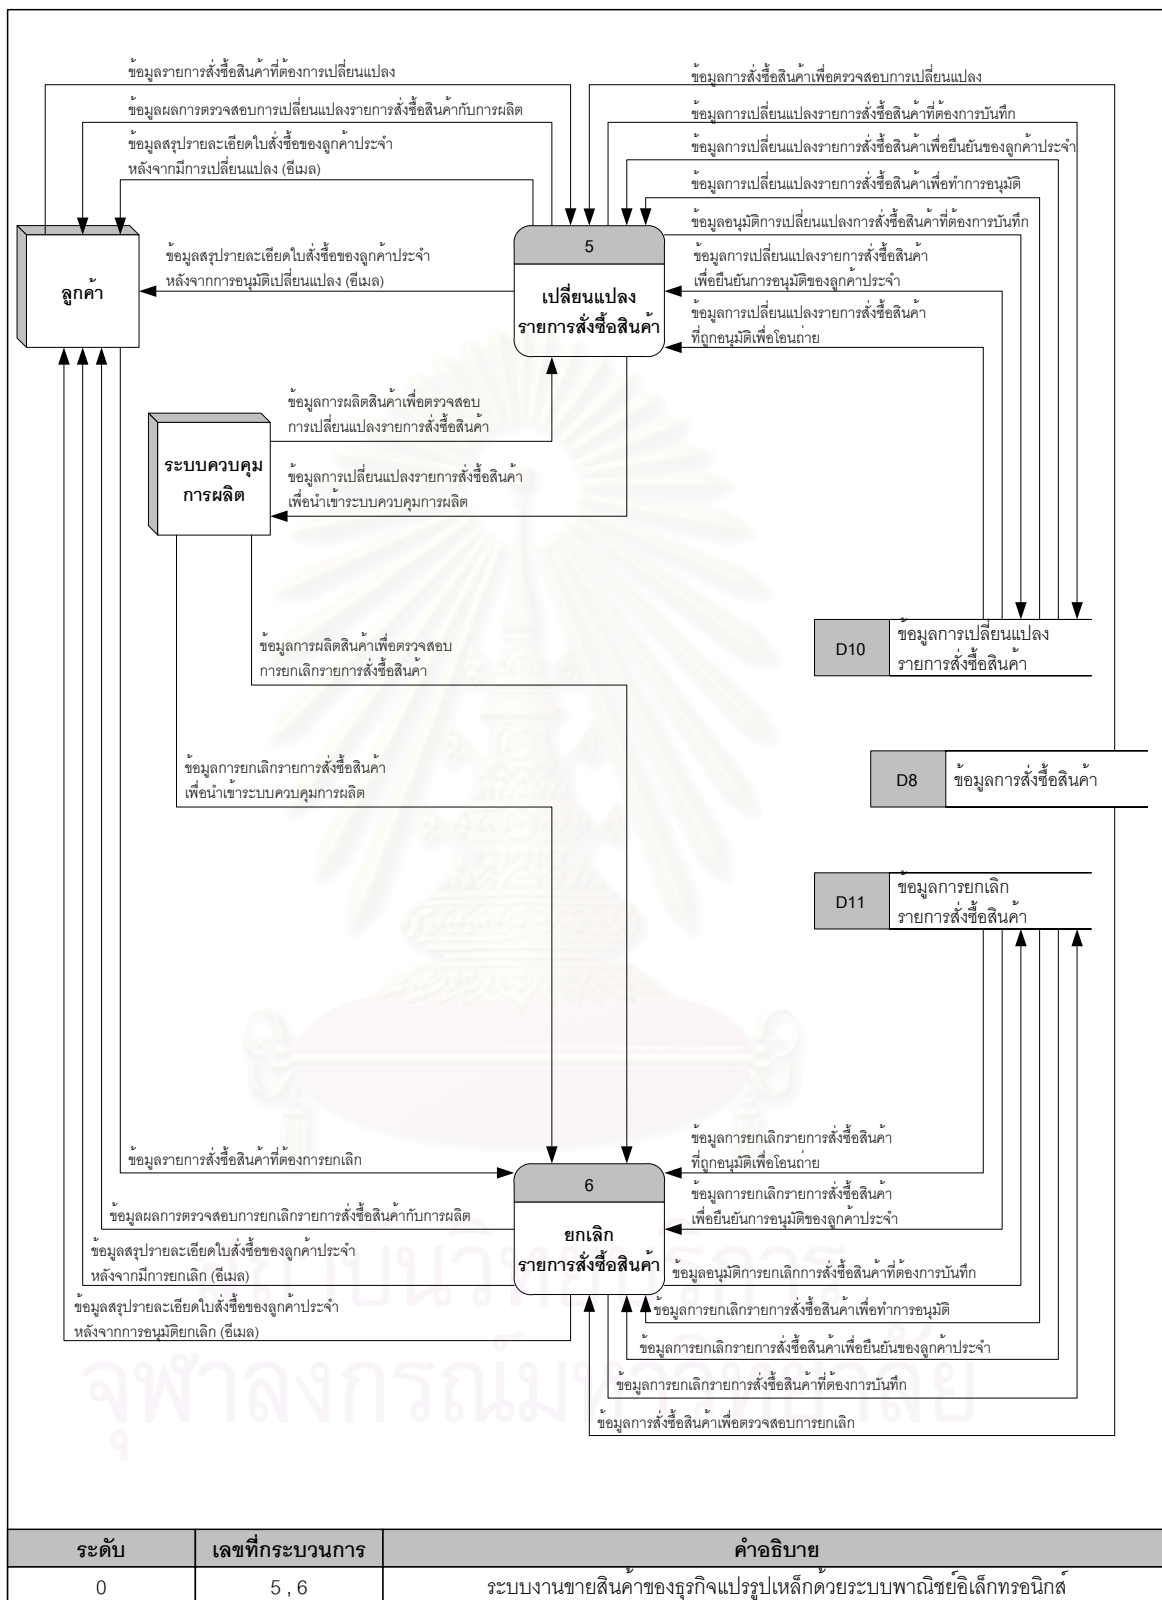 ข้อมูลรายการสั่งซื้อสินค้าที่ต้องการเปลี่ยนแปลง
ข้อมูลผลการตรวจสอบการเปลี่ยนแปลงรายการสั่งซื้อสินค้ากับการผลิต
ข้อมูลสรุปรายละเอียดใบสั่งซื้อของลูกค้าประจำ
หลังจากมีการเปลี่ยนแปลง (อีเมล)
ข้อมูลการสั่งซื้อสินค้าเพื่อตรวจสอบการเปลี่ยนแปลง
ข้อมูลการเปลี่ยนแปลงรายการสั่งซื้อสินค้าที่ต้องการบันทึก
ข้อมูลการเปลี่ยนแปลงรายการสั่งซื้อสินค้าเพื่อยืนยันของลูกค้าประจำ
ข้อมูลการเปลี่ยนแปลงรายการสั่งซื้อสินค้าเพื่อทำการอนุมัติ
ข้อมูลอนุมัติการเปลี่ยนแปลงการสั่งซื้อสินค้าที่ต้องการบันทึก
ข้อมูลการเปลี่ยนแปลงรายการสั่งซื้อสินค้า
เพื่อยืนยันการอนุมัติของลูกค้าประจำ
ข้อมูลการเปลี่ยนแปลงรายการสั่งซื้อสินค้า
ที่ถูกอนุมัติเพื่อโอนถ่าย
ลูกค้า
ข้อมูลสรุปรายละเอียดใบสั่งซื้อของลูกค้าประจำ
หลังจากการอนุมัติเปลี่ยนแปลง (อีเมล)
5
เปลี่ยนแปลง
รายการสั่งซื้อสินค้า
ระบบควบคุม
การผลิต
ข้อมูลการผลิตสินค้าเพื่อตรวจสอบ
การเปลี่ยนแปลงรายการสั่งซื้อสินค้า
ข้อมูลการเปลี่ยนแปลงรายการสั่งซื้อสินค้า
เพื่อนำเข้าระบบควบคุมการผลิต
D10
ข้อมูลการเปลี่ยนแปลง
รายการสั่งซื้อสินค้า
ข้อมูลการผลิตสินค้าเพื่อตรวจสอบ
การยกเลิกรายการสั่งซื้อสินค้า
ข้อมูลการยกเลิกรายการสั่งซื้อสินค้า
เพื่อนำเข้าระบบควบคุมการผลิต
D8
ข้อมูลการสั่งซื้อสินค้า
D11
ข้อมูลการยกเลิก
รายการสั่งซื้อสินค้า
ข้อมูลรายการสั่งซื้อสินค้าที่ต้องการยกเลิก
ข้อมูลผลการตรวจสอบการยกเลิกรายการสั่งซื้อสินค้ากับการผลิต
ข้อมูลสรุปรายละเอียดใบสั่งซื้อของลูกค้าประจำ
หลังจากมีการยกเลิก (อีเมล)
ข้อมูลสรุปรายละเอียดใบสั่งซื้อของลูกค้าประจำ
หลังจากการอนุมัติยกเลิก (อีเมล)
6
ยกเลิก
รายการสั่งซื้อสินค้า
ข้อมูลการยกเลิกรายการสั่งซื้อสินค้า
ที่ถูกอนุมัติเพื่อโอนถ่าย
ข้อมูลการยกเลิกรายการสั่งซื้อสินค้า
เพื่อยืนยันการอนุมัติของลูกค้าประจำ
ข้อมูลอนุมัติการยกเลิกการสั่งซื้อสินค้าที่ต้องการบันทึก
ข้อมูลการยกเลิกรายการสั่งซื้อสินค้าเพื่อทำการอนุมัติ
ข้อมูลการยกเลิกรายการสั่งซื้อสินค้าเพื่อยืนยันของลูกค้าประจำ
ข้อมูลการยกเลิกรายการสั่งซื้อสินค้าที่ต้องการบันทึก
ข้อมูลการสั่งซื้อสินค้าเพื่อตรวจสอบการยกเลิก
สถาบันวิทยบริการ
จุฬาลงกรณ์มหาวิทยาลัย
ระดับ เลขที่กระบวนการ คำอธิบาย
0 5 , 6 ระบบงานขายสินค้าของธุรกิจแปรรูปเหล็กด้วยระบบพาณิชย์อิเล็กทรอนิกส์